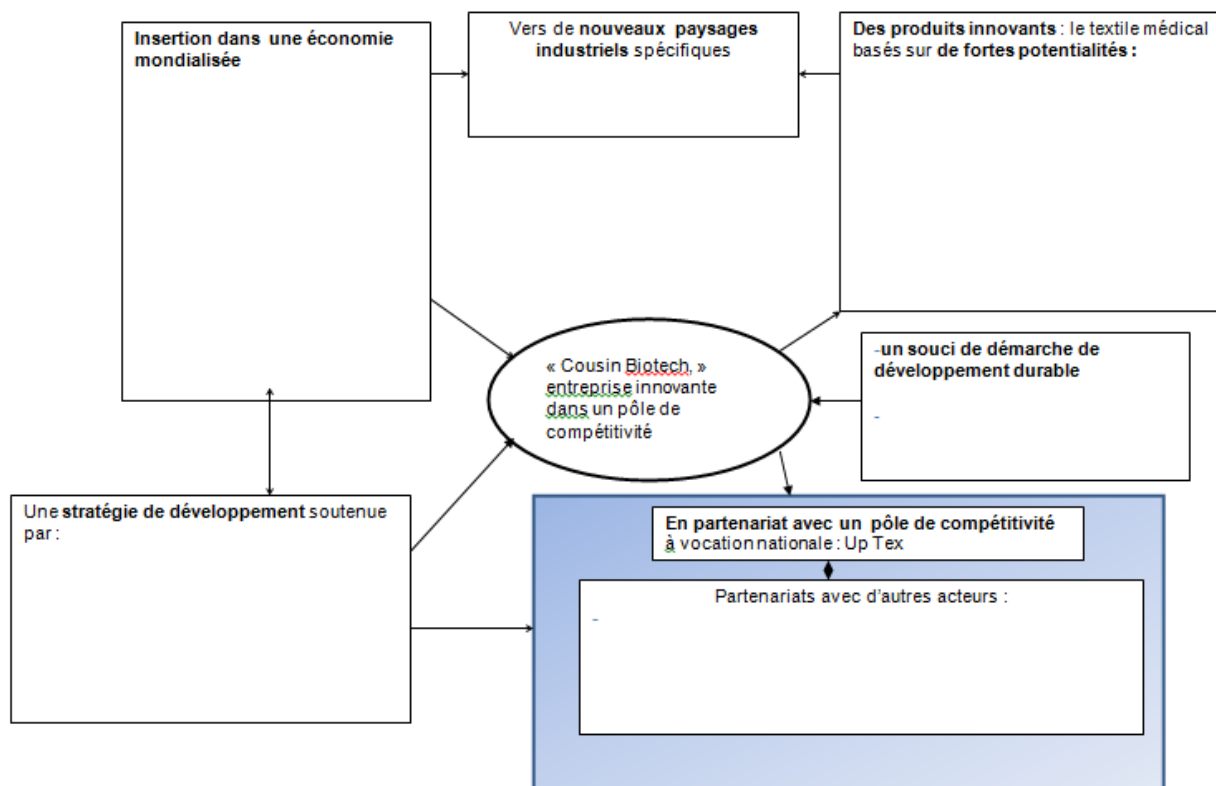 Insertion dans une économie
mondialisée
Vers de nouveaux paysages
industriels spécifiques
Des produits innovants : le textile médical
basés sur de fortes potentialités :
« Cousin Biotech, »
entreprise innovante
dans un pôle de
compétitivité
-un souci de démarche de
développement durable
-
Une stratégie de développement soutenue
par :
En partenariat avec un pôle de compétitivité
à vocation nationale : Up Tex
Partenariats avec d'autres acteurs :
-